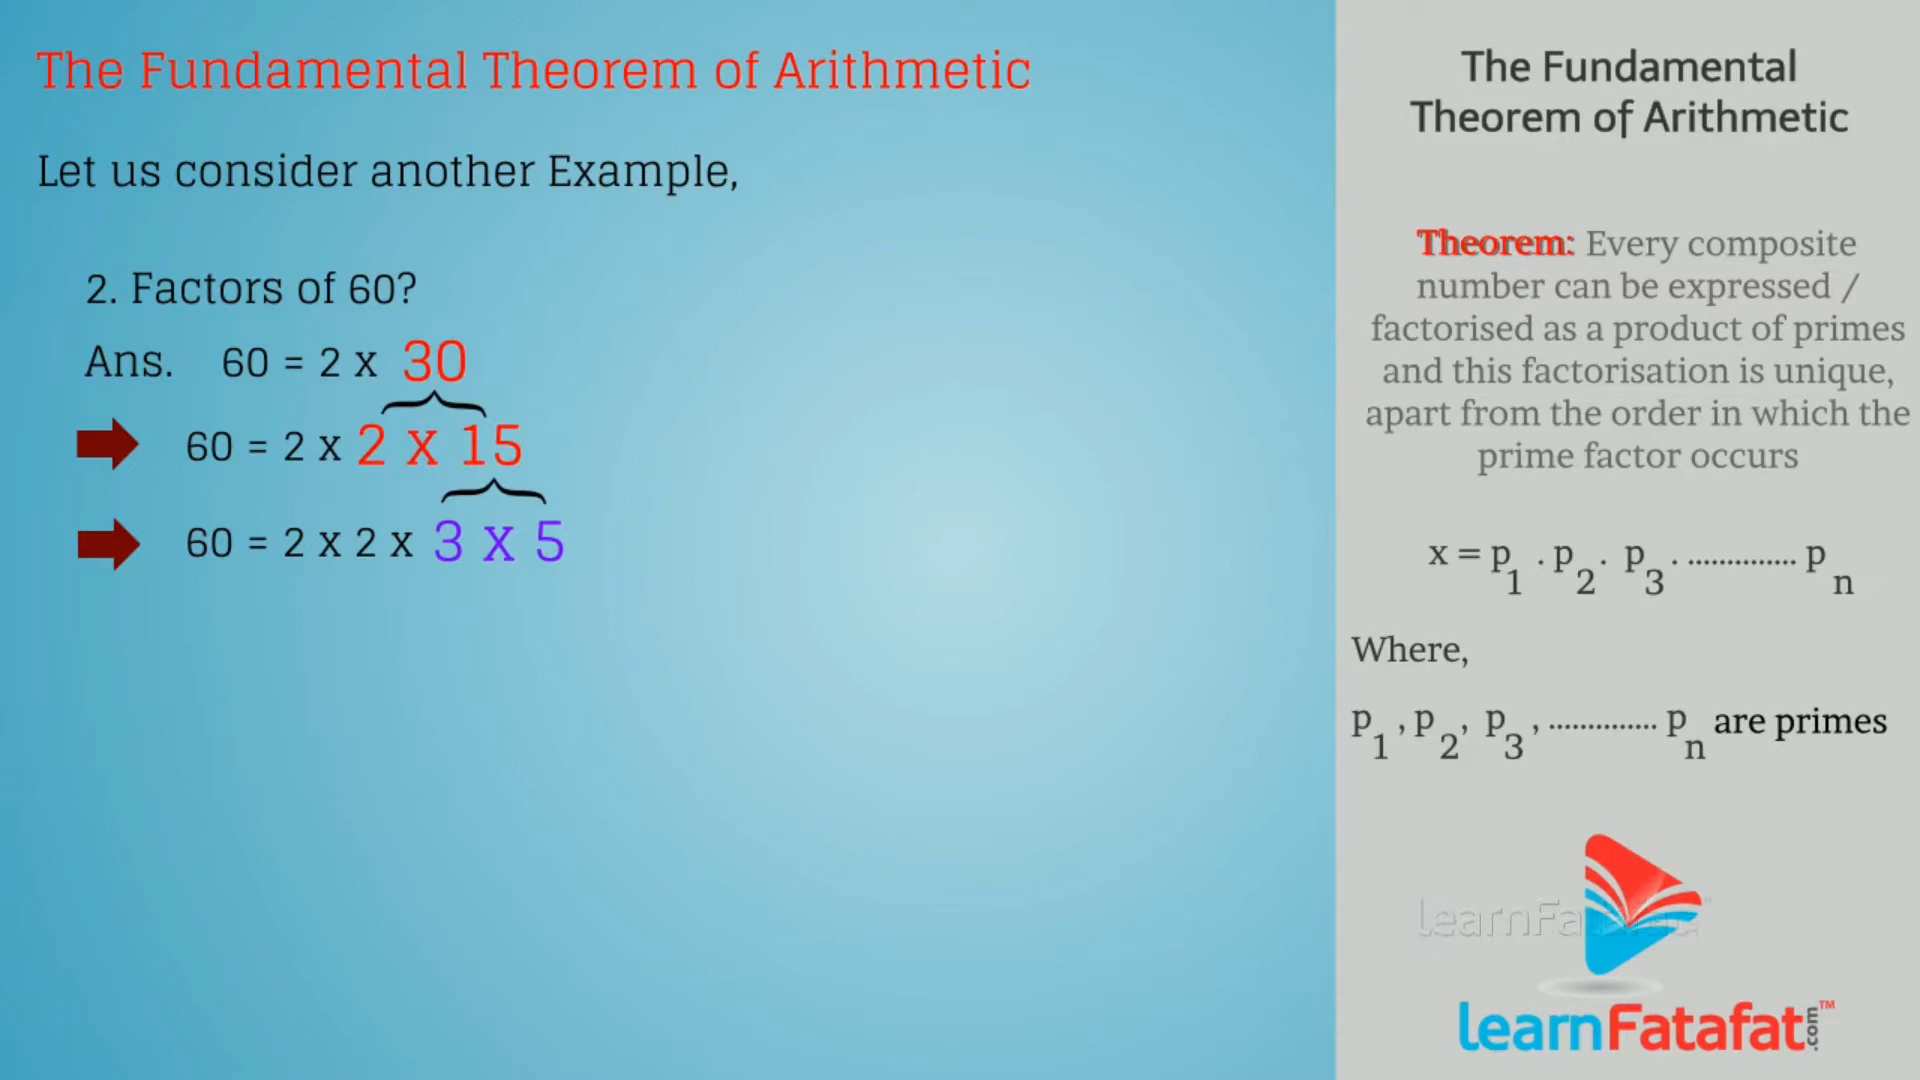 The Fundamental Theorem of Arithmetic
Let us consider another Example,
2. Factors of 60?
Ans. 60 = 2 x 30
60 = 2 x 2 x 15
60 = 2 x 2 x 3 x 5
The Fundamental
Theorem of Arithmetic
Theorem: Every composite
number can be expressed /
factorised as a product of primes
and this factorisation is unique,
apart from the order in which the
prime factor occurs
x = p1 . p2 . p3 . .............. pn
Where,
p1 , p2, p3 , .............. pn are primes
learnFatafat.com™